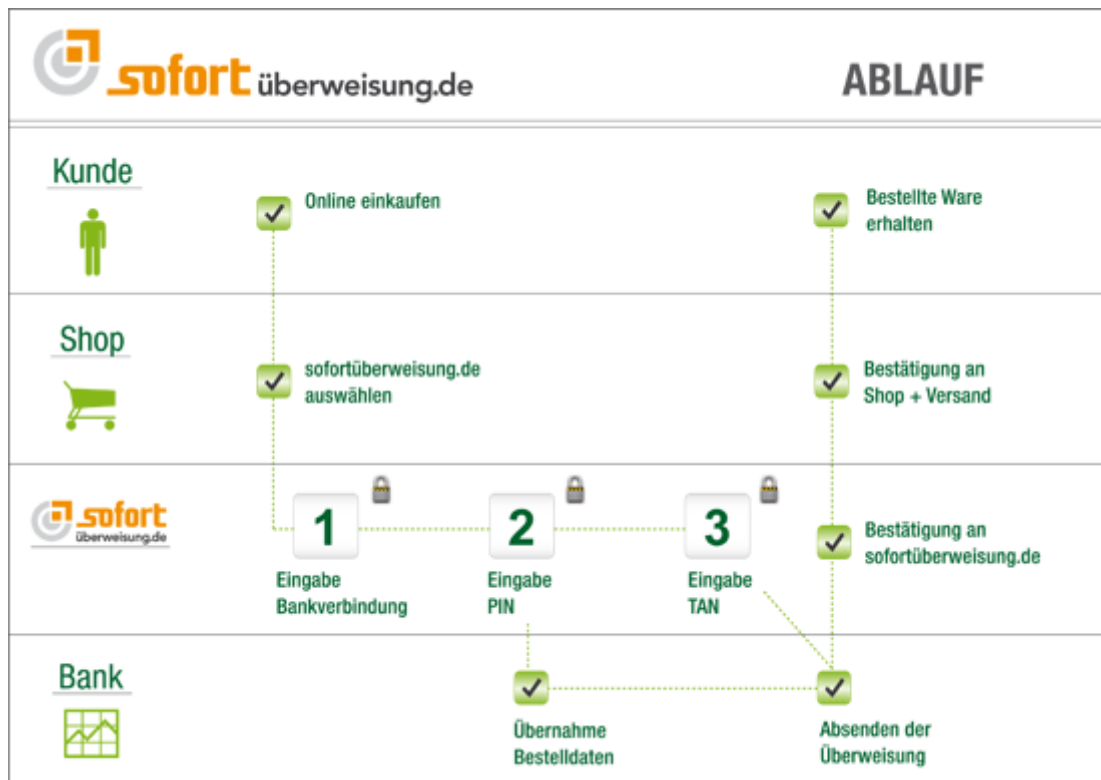 sofort überweisung.de
ABLAUF
Kunde
Online einkaufen
Bestellte Ware
erhalten
Shop
sofortüberweisung.de
auswählen
Bestätigung an
Shop + Versand
sofort
überweisung.de
1
2
3
Eingabe
Bankverbindung
Eingabe
PIN
Eingabe
TAN
Bestätigung an
sofortüberweisung.de
Bank
Übernahme
Bestelldaten
Absenden der
Überweisung